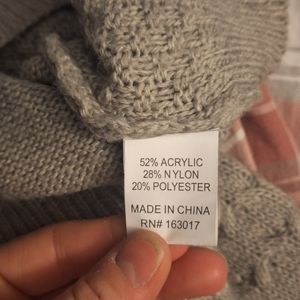 52% ACRYLIC
28% NYLON
20% POLYESTER
MADE IN CHINA
RN# 163017